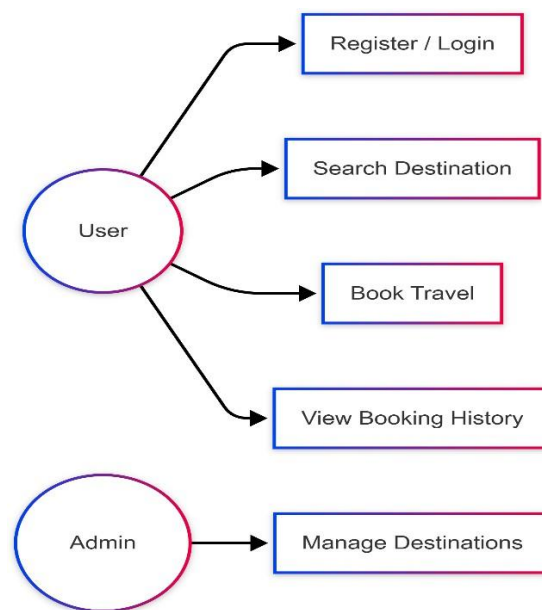 Register / Login
Search Destination
User
Book Travel
View Booking History
Admin
Manage Destinations